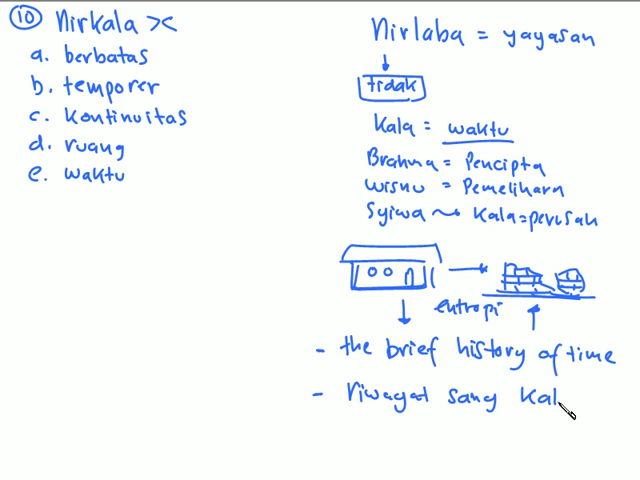 10 Nirkala ><
a. berbatas
b. temporer
c. kontinuitas
d. ruang
e. waktu
Nirlaba = yayasan
tidak
Kala = waktu
Brahma = Pencipta
wisnu = Pemelihara
Syiwa ~> Kala = perusak
entropi
- the brief history of time
- riwayat sang Kal